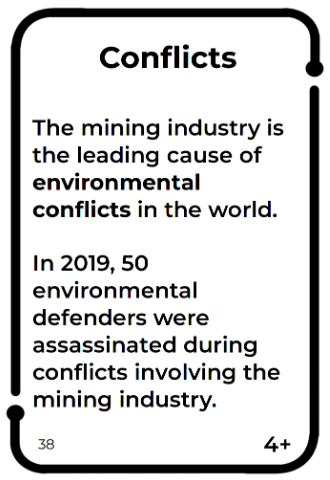 Conflicts
The mining industry is
the leading cause of
environmental
conflicts in the world.
In 2019, 50
environmental
defenders were
assassinated during
conflicts involving the
mining industry.
38
4+